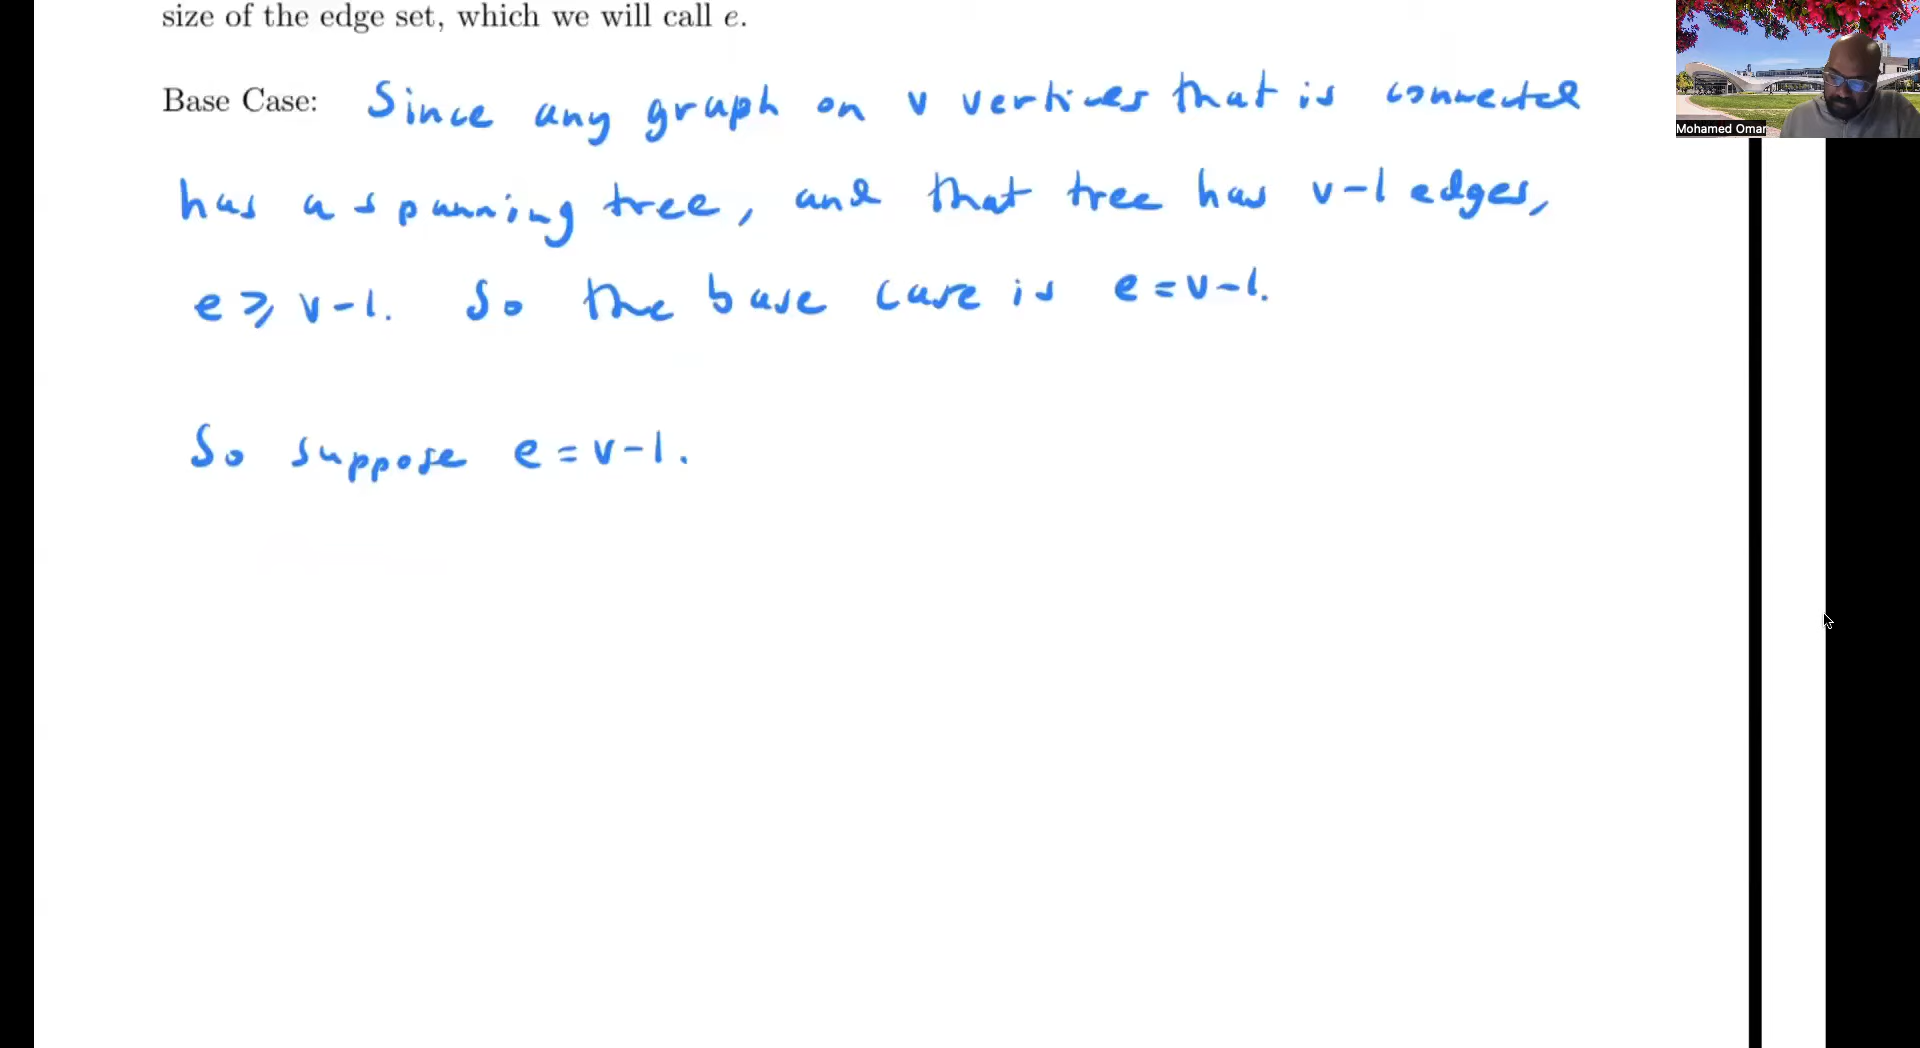 size of the edge set, which we will call e.
Base Case: Since any graph on v vertices that is connected
has a spanning tree, and that tree has v-1 edges,
e ⩾ v-1. So the base case is e = v-1.
So suppose e = v-1.
Mohamed Omar